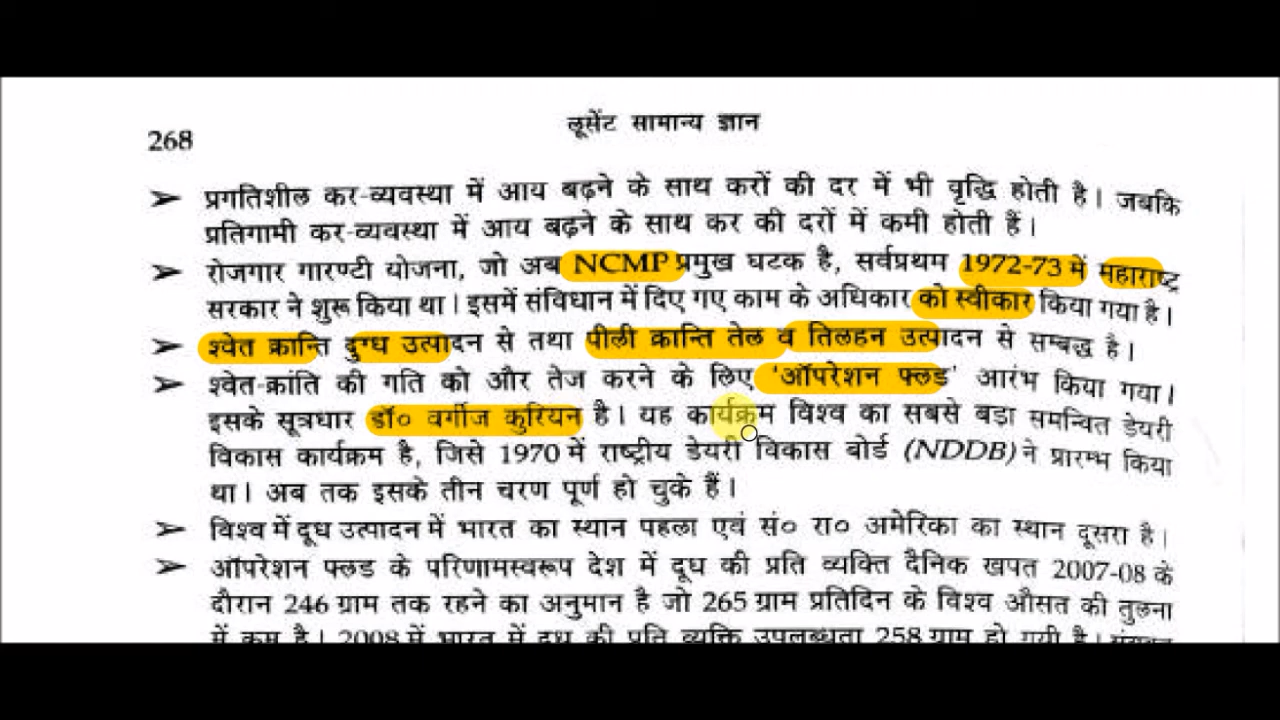 268
लूसेंट सामान्य ज्ञान
➢ प्रगतिशील कर-व्यवस्था में आय बढ़ने के साथ करों की दर में भी वृद्धि होती है। जबकि
प्रतिगामी कर-व्यवस्था में आय बढ़ने के साथ कर की दरों में कमी होती हैं।
➢ रोजगार गारण्टी योजना, जो अब NCMP प्रमुख घटक है, सर्वप्रथम 1972-73 में महाराष्ट्र
सरकार ने शुरू किया था। इसमें संविधान में दिए गए काम के अधिकार को स्वीकार किया गया है।
➢ श्वेत क्रान्ति दुग्ध उत्पादन से तथा पीली क्रान्ति तेल व तिलहन उत्पादन से सम्बद्ध है।
➢ श्वेत-क्रांति की गति को और तेज करने के लिए 'ऑपरेशन फ्लड' आरंभ किया गया।
इसके सूत्रधार डॉ० वर्गीज कुरियन है। यह कार्यक्रम विश्व का सबसे बड़ा समन्वित डेयरी
विकास कार्यक्रम है, जिसे 1970 में राष्ट्रीय डेयरी विकास बोर्ड (NDDB) ने प्रारम्भ किया
था। अब तक इसके तीन चरण पूर्ण हो चुके हैं।
➢ विश्व में दूध उत्पादन में भारत का स्थान पहला एवं सं० रा० अमेरिका का स्थान दूसरा है।
➢ ऑपरेशन फ्लड के परिणामस्वरूप देश में दूध की प्रति व्यक्ति दैनिक खपत 2007-08 के
दौरान 246 ग्राम तक रहने का अनुमान है जो 265 ग्राम प्रतिदिन के विश्व औसत की तुलना
में कम है। 2008 में भारत में दूध की प्रति व्यक्ति उपलब्धता 258 ग्राम हो गयी है।